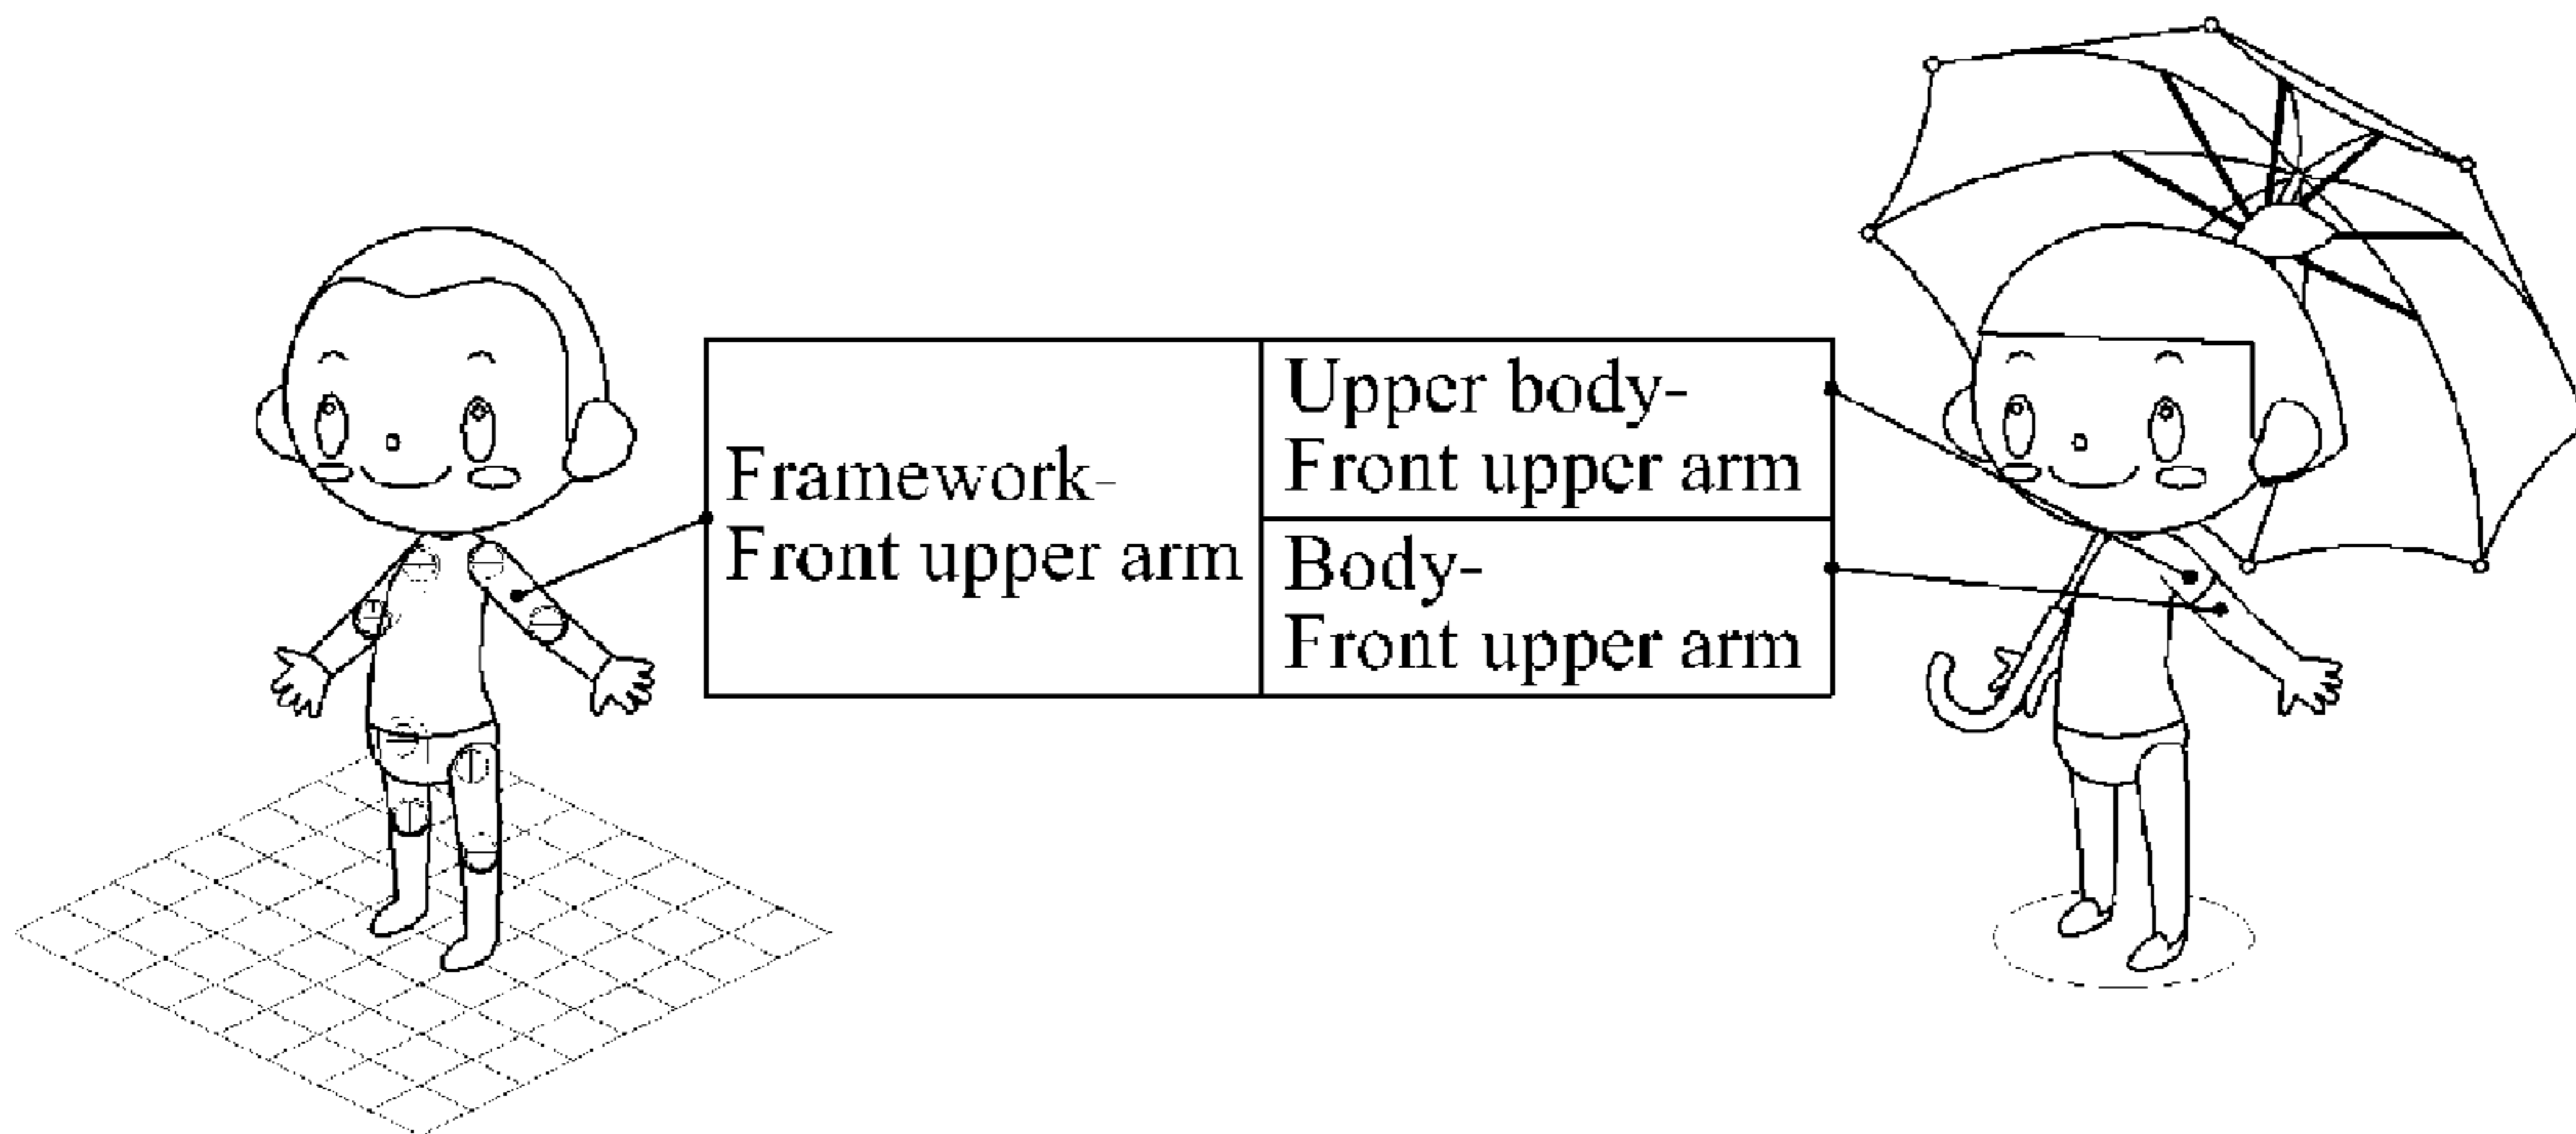 Framework-
Front upper arm
Upper body-
Front upper arm
Body-
Front upper arm